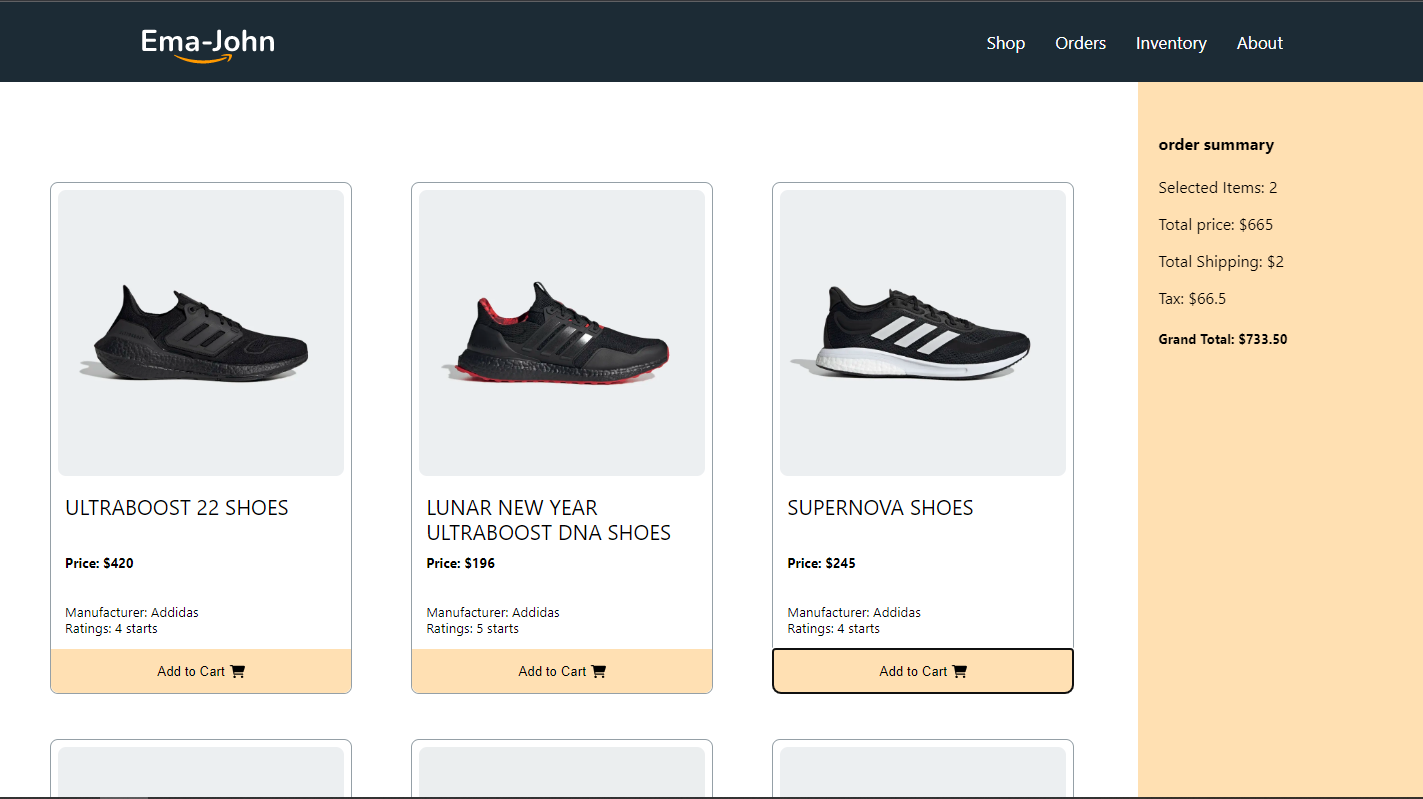 Ema-John
Shop Orders Inventory About
ULTRABOOST 22 SHOES
Price: $420
Manufacturer: Addidas
Ratings: 4 starts
Add to Cart
LUNAR NEW YEAR
ULTRABOOST DNA SHOES
Price: $196
Manufacturer: Addidas
Ratings: 5 starts
Add to Cart
SUPERNOVA SHOES
Price: $245
Manufacturer: Addidas
Ratings: 4 starts
Add to Cart
order summary
Selected Items: 2
Total price: $665
Total Shipping: $2
Tax: $66.5
Grand Total: $733.50